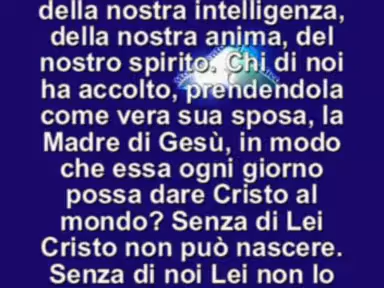 della nostra intelligenza,
della nostra anima, del
nostro spirito. Chi di noi
ha accolto, prendendola
come vera sua sposa, la
Madre di Gesù, in modo
che essa ogni giorno
possa dare Cristo al
mondo? Senza di Lei
Cristo non può nascere.
Senza di noi Lei non lo